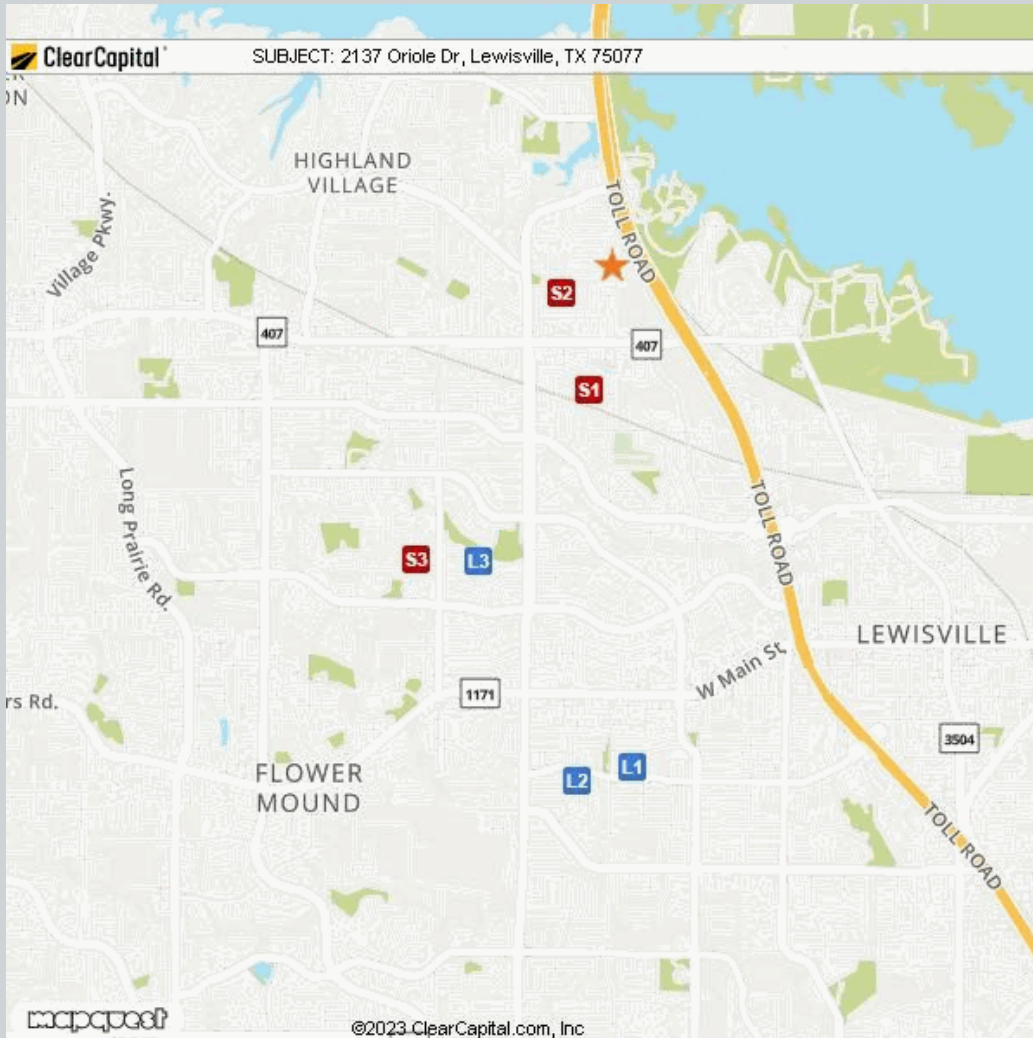 ClearCapital
SUBJECT: 2137 Oriole Dr, Lewisville, TX 75077
ON
HIGHLAND
VILLAGE
TOLL ROAD
Village Pkwy.
S2
407
407
S1
Long Prairie Rd.
TOLL ROAD
S3
L3
LEWISVILLE
W Main St.
1171
rs Rd.
3504
FLOWER
MOUND
L2
L1
TOLL ROAD
mapquest
©2023 ClearCapital.com, Inc